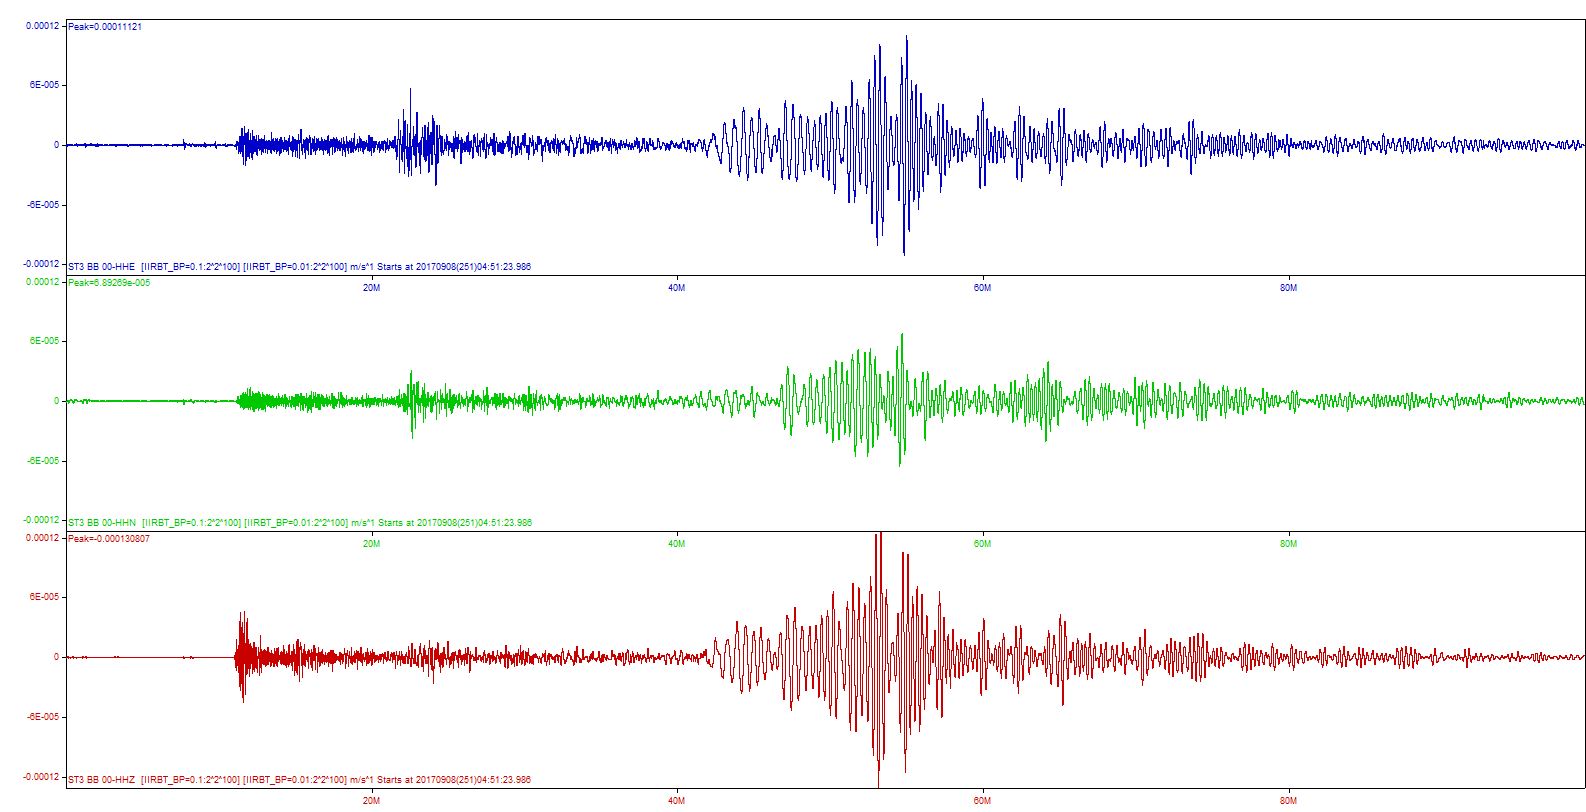 0.00012
Peak=0.00011121
6E-005
0
-6E-005
-0.00012
ST3 BB 00-HHE [IIRBT_BP=0.1:2^2^100] [IIRBT_BP=0.01:2^2^100] m/s^1 Starts at 20170908(251)04:51:23.986
20M 40M 60M 80M
0.00012
Peak=6.89269e-005
6E-005
0
-6E-005
-0.00012
ST3 BB 00-HHN [IIRBT_BP=0.1:2^2^100] [IIRBT_BP=0.01:2^2^100] m/s^1 Starts at 20170908(251)04:51:23.986
20M 40M 60M 80M
0.00012
Peak=-0.000130807
6E-005
0
-6E-005
-0.00012
ST3 BB 00-HHZ [IIRBT_BP=0.1:2^2^100] [IIRBT_BP=0.01:2^2^100] m/s^1 Starts at 20170908(251)04:51:23.986
20M 40M 60M 80M